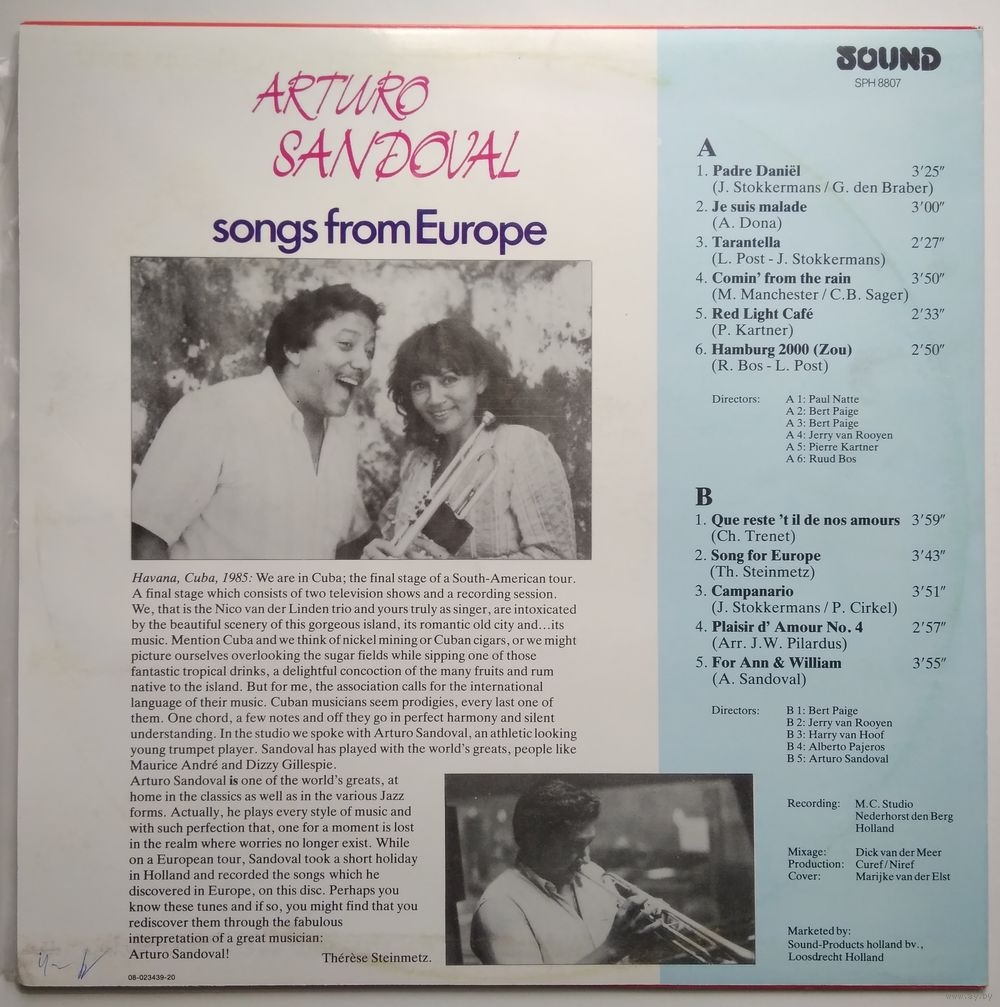 ARTURO
SANDOVAL
songs from Europe
Havana, Cuba, 1985: We are in Cuba; the final stage of a South-American tour.
A final stage which consists of two television shows and a recording session.
We, that is the Nico van der Linden trio and yours truly as singer, are intoxicated
by the beautiful scenery of this gorgeous island, its romantic old city and...its
music. Mention Cuba and we think of nickel mining or Cuban cigars, or we might
picture ourselves overlooking the sugar fields while sipping one of those
fantastic tropical drinks, a delightful concoction of the many fruits and rum
native to the island. But for me, the association calls for the international
language of their music. Cuban musicians seem prodigies, every last one of
them. One chord, a few notes and off they go in perfect harmony and silent
understanding. In the studio we spoke with Arturo Sandoval, an athletic looking
young trumpet player. Sandoval has played with the world's greats, people like
Maurice André and Dizzy Gillespie.
Arturo Sandoval is one of the world's greats, at
home in the classics as well as in the various Jazz
forms. Actually, he plays every style of music and
with such perfection that, one for a moment is lost
in the realm where worries no longer exist. While
on a European tour, Sandoval took a short holiday
in Holland and recorded the songs which he
discovered in Europe, on this disc. Perhaps you
know these tunes and if so, you might find that you
rediscover them through the fabulous
interpretation of a great musician:
Arturo Sandoval! Thérèse Steinmetz.
08-023439-20
SOUND
SPH 8807
A
1. Padre Daniël 3'25"
(J. Stokkermans / G. den Braber)
2. Je suis malade 3'00"
(A. Dona)
3. Tarantella 2'27"
(L. Post - J. Stokkermans)
4. Comin' from the rain 3'50"
(M. Manchester / C.B. Sager)
5. Red Light Café 2'33"
(P. Kartner)
6. Hamburg 2000 (Zou) 2'50"
(R. Bos - L. Post)
Directors: A 1: Paul Natte
A 2: Bert Paige
A 3: Bert Paige
A 4: Jerry van Rooyen
A 5: Pierre Kartner
A 6: Ruud Bos
B
1. Que reste 't il de nos amours 3'59"
(Ch. Trenet)
2. Song for Europe 3'43"
(Th. Steinmetz)
3. Campanario 3'51"
(J. Stokkermans / P. Cirkel)
4. Plaisir d' Amour No. 4 2'57"
(Arr. J.W. Pilardus)
5. For Ann & William 3'55"
(A. Sandoval)
Directors: B 1: Bert Paige
B 2: Jerry van Rooyen
B 3: Harry van Hoof
B 4: Alberto Pajeros
B 5: Arturo Sandoval
Recording: M.C. Studio
Nederhorst den Berg
Holland
Mixage: Dick van der Meer
Production: Curef/Niref
Cover: Marijke van der Elst
Marketed by:
Sound-Products holland bv.,
Loosdrecht Holland
www.ay.by